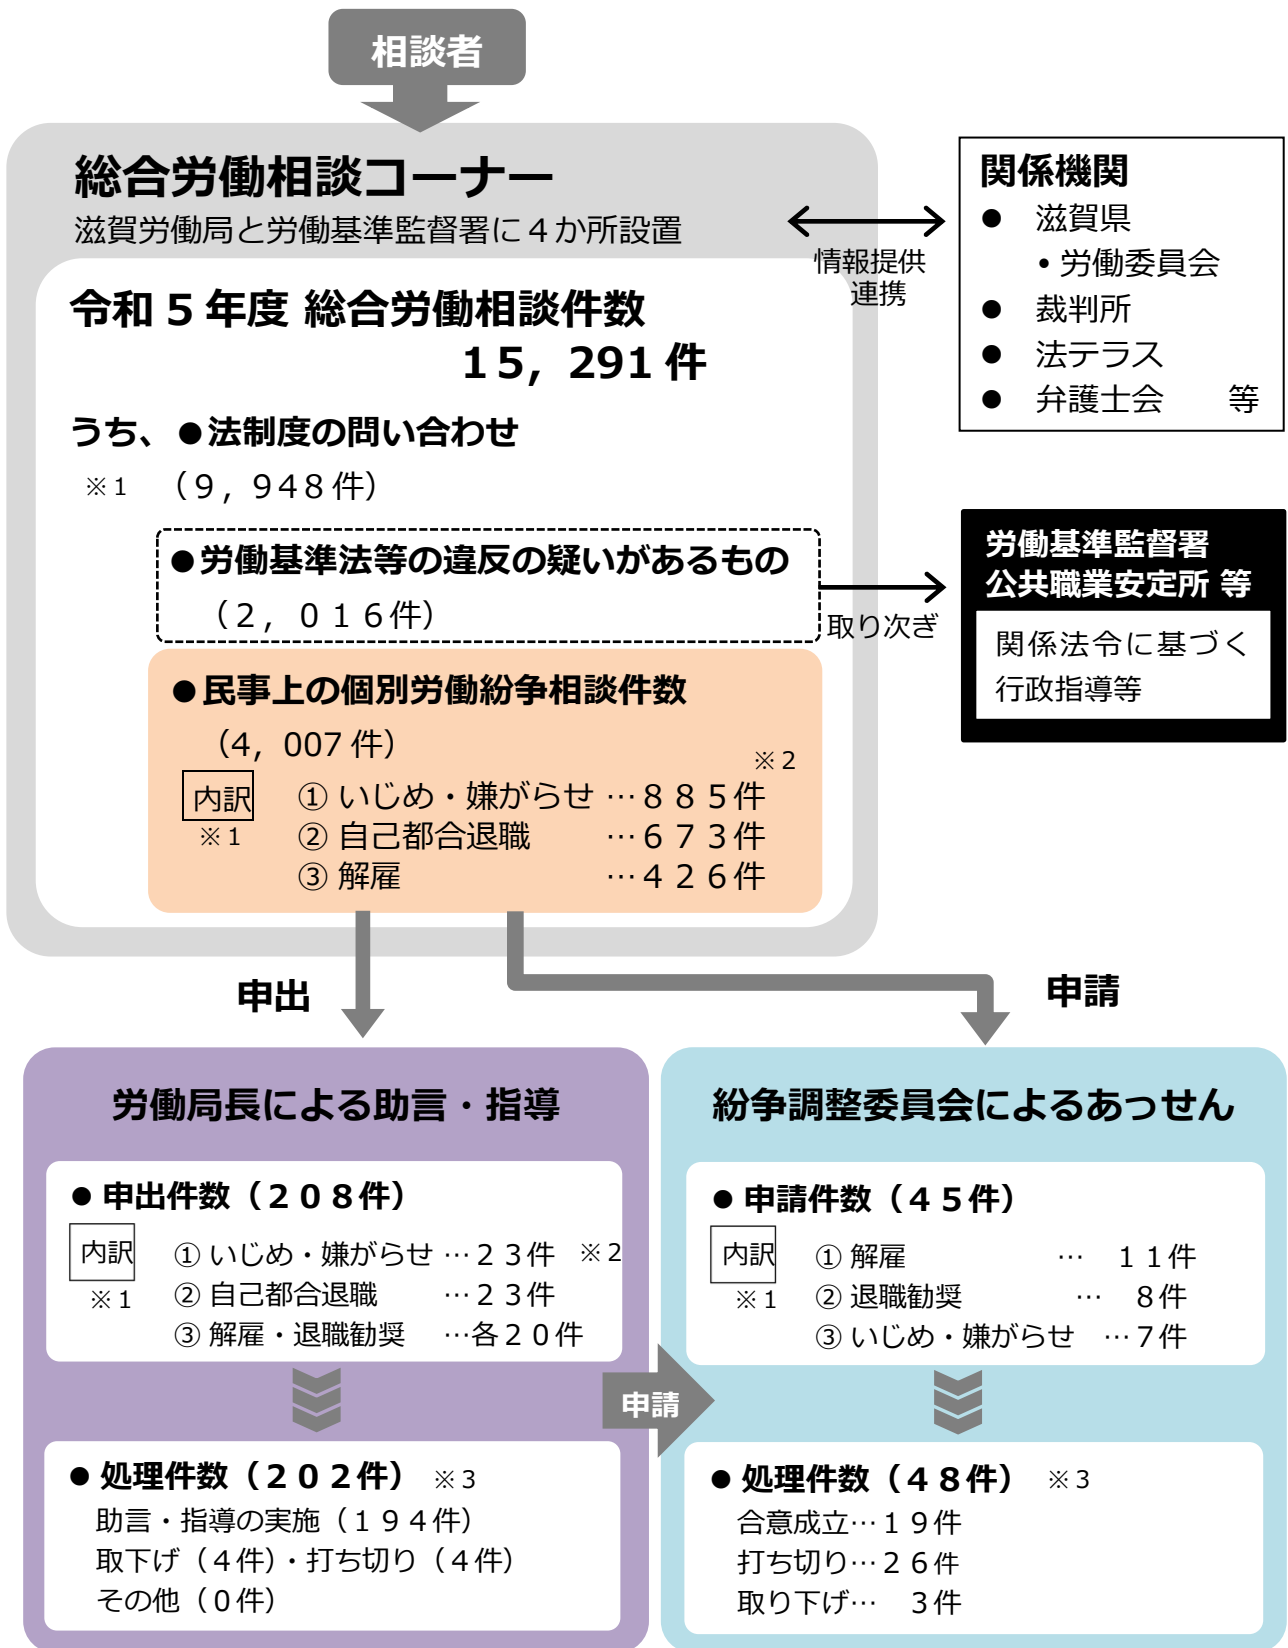 相談者
総合労働相談コーナー
滋賀労働局と労働基準監督署に４か所設置
情報提供
連携
関係機関
● 滋賀県
• 労働委員会
● 裁判所
● 法テラス
● 弁護士会 等
令和５年度 総合労働相談件数
１５，291 件
うち、●法制度の問い合わせ
※１ （９，９４８件）
●労働基準法等の違反の疑いがあるもの
（２，０１６件）
取り次ぎ
労働基準監督署
公共職業安定所 等
関係法令に基づく
行政指導等
●民事上の個別労働紛争相談件数
（4，007 件）
※２
内訳
※１
① いじめ・嫌がらせ …８８５件
② 自己都合退職 …６７３件
③ 解雇 …４２６件
申出
申請
労働局長による助言・指導
● 申出件数（２０８件）
内訳
※１
① いじめ・嫌がらせ …２３件 ※２
② 自己都合退職 …２３件
③ 解雇・退職勧奨 …各２０件
● 処理件数（２０２件） ※３
助言・指導の実施（１９４件）
取下げ（４件）・打ち切り（４件）
その他（０件）
申請
紛争調整委員会によるあっせん
● 申請件数（４５件）
内訳
※１
① 解雇 … １１件
② 退職勧奨 … ８件
③ いじめ・嫌がらせ …７件
● 処理件数（４８件） ※３
合意成立…１９件
打ち切り…２６件
取り下げ… ３件